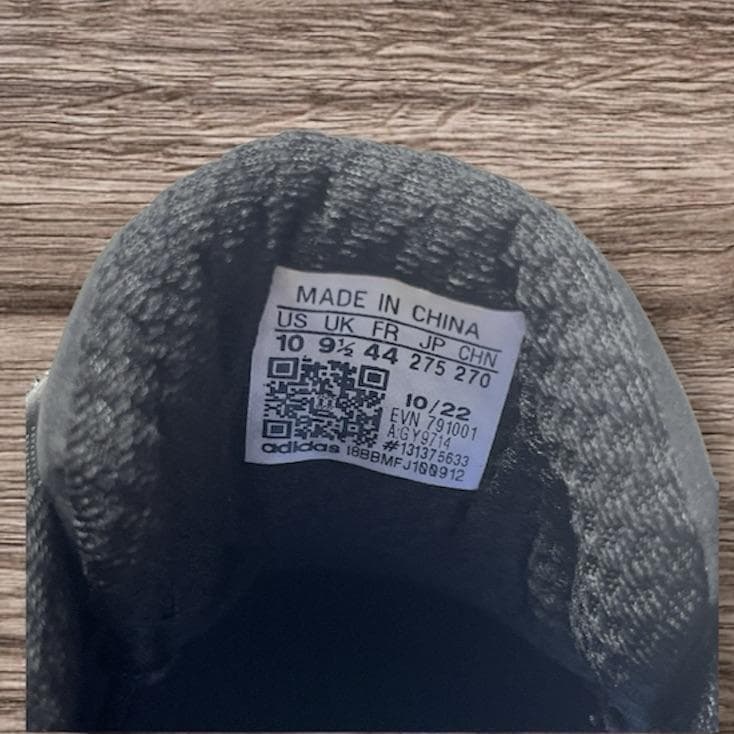 MADE IN CHINA
US UK FR JP CHN
10 9½ 44 275 270
10/22
EVN 791001
AGY9714
#131375633
adidas 18BBMFJ100912